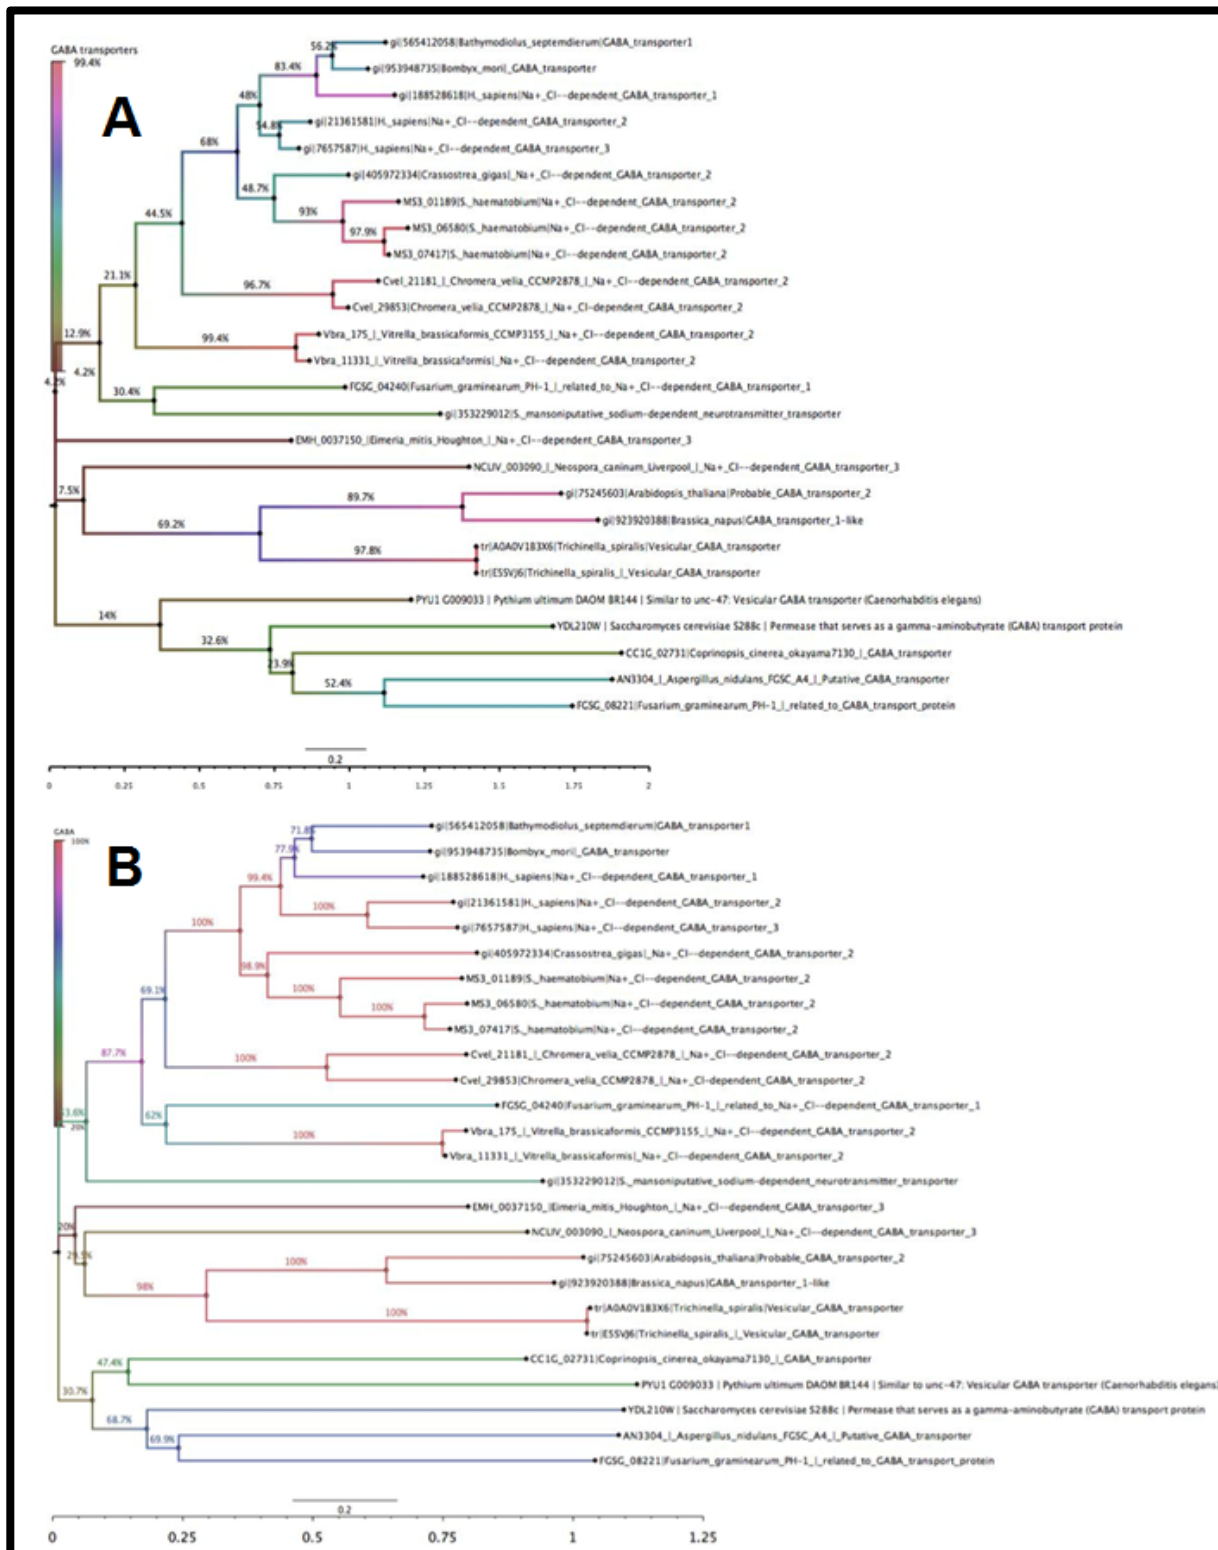 GABA transporters
99.4%
A
56.2%
gi|565412058|Bathymodiolus_septemdierum|GABA_transporter1
83.4%
gi|953948735|Bombyx_mori|_GABA_transporter
gi|188528618|H._sapiens|Na+_Cl--dependent_GABA_transporter_1
48%
54.8%
gi|21361581|H._sapiens|Na+_Cl--dependent_GABA_transporter_2
68%
gi|7657587|H._sapiens|Na+_Cl--dependent_GABA_transporter_3
48.7%
gi|405972334|Crassostrea_gigas|_Na+_Cl--dependent_GABA_transporter_2
93%
MS3_01189|S._haematobium|Na+_Cl--dependent_GABA_transporter_2
44.5%
97.9%
MS3_06580|S._haematobium|Na+_Cl--dependent_GABA_transporter_2
MS3_07417|S._haematobium|Na+_Cl--dependent_GABA_transporter_2
21.1%
96.7%
Cvel_21181_|_Chromera_velia_CCMP2878_|_Na+_Cl--dependent_GABA_transporter_2
Cvel_29853|Chromera_velia_CCMP2878_|_Na+_Cl-dependent_GABA_transporter_2
12.9%
99.4%
Vbra_175_|_Vitrella_brassicaformis_CCMP3155_|_Na+_Cl--dependent_GABA_transporter_2
Vbra_11331_|_Vitrella_brassicaformis|_Na+_Cl--dependent_GABA_transporter_2
4.2%
4.2%
30.4%
FGSG_04240|Fusarium_graminearum_PH-1_|_related_to_Na+_Cl--dependent_GABA_transporter_1
gi|353229012|S._mansoniputative_sodium-dependent_neurotransmitter_transporter
EMH_0037150_|Eimeria_mitis_Houghton_|_Na+_Cl--dependent_GABA_transporter_3
NCLIV_003090_|_Neospora_caninum_Liverpool_|_Na+_Cl--dependent_GABA_transporter_3
7.5%
89.7%
gi|75245603|Arabidopsis_thaliana|Probable_GABA_transporter_2
69.2%
gi|923920388|Brassica_napus|GABA_transporter_1-like
97.8%
tr|A0A0V1B3X6|Trichinella_spiralis|Vesicular_GABA_transporter
tr|E5SVJ6|Trichinella_spiralis_|_Vesicular_GABA_transporter
14%
PYU1 G009033 | Pythium ultimum DAOM BR144 | Similar to unc-47: Vesicular GABA transporter (Caenorhabditis elegans)
32.6%
YDL210W | Saccharomyces cerevisiae S288c | Permease that serves as a gamma-aminobutyrate (GABA) transport protein
23.9%
CC1G_02731|Coprinopsis_cinerea_okayama7130_|_GABA_transporter
52.4%
AN3304_|_Aspergillus_nidulans_FGSC_A4_|_Putative_GABA_transporter
FGSG_08221|Fusarium_graminearum_PH-1_|_related_to_GABA_transport_protein
0.2
0 0.25 0.5 0.75 1 1.25 1.5 1.75 2
GABA
100%
B
71.8%
gi|565412058|Bathymodiolus_septemdierum|GABA_transporter1
77.9%
gi|953948735|Bombyx_mori|_GABA_transporter
99.4%
gi|188528618|H._sapiens|Na+_Cl--dependent_GABA_transporter_1
100%
gi|21361581|H._sapiens|Na+_Cl--dependent_GABA_transporter_2
100%
gi|7657587|H._sapiens|Na+_Cl--dependent_GABA_transporter_3
98.9%
gi|405972334|Crassostrea_gigas|_Na+_Cl--dependent_GABA_transporter_2
100%
MS3_01189|S._haematobium|Na+_Cl--dependent_GABA_transporter_2
69.1%
100%
MS3_06580|S._haematobium|Na+_Cl--dependent_GABA_transporter_2
MS3_07417|S._haematobium|Na+_Cl--dependent_GABA_transporter_2
87.7%
100%
Cvel_21181_|_Chromera_velia_CCMP2878_|_Na+_Cl--dependent_GABA_transporter_2
Cvel_29853|Chromera_velia_CCMP2878_|_Na+_Cl-dependent_GABA_transporter_2
62%
FGSG_04240|Fusarium_graminearum_PH-1_|_related_to_Na+_Cl--dependent_GABA_transporter_1
20%
100%
Vbra_175_|_Vitrella_brassicaformis_CCMP3155_|_Na+_Cl--dependent_GABA_transporter_2
Vbra_11331_|_Vitrella_brassicaformis|_Na+_Cl--dependent_GABA_transporter_2
gi|353229012|S._mansoniputative_sodium-dependent_neurotransmitter_transporter
EMH_0037150_|Eimeria_mitis_Houghton_|_Na+_Cl--dependent_GABA_transporter_3
20%
NCLIV_003090_|_Neospora_caninum_Liverpool_|_Na+_Cl--dependent_GABA_transporter_3
100%
gi|75245603|Arabidopsis_thaliana|Probable_GABA_transporter_2
98%
gi|923920388|Brassica_napus|GABA_transporter_1-like
100%
tr|A0A0V1B3X6|Trichinella_spiralis|Vesicular_GABA_transporter
tr|E5SVJ6|Trichinella_spiralis_|_Vesicular_GABA_transporter
47.4%
CC1G_02731|Coprinopsis_cinerea_okayama7130_|_GABA_transporter
30.7%
PYU1 G009033 | Pythium ultimum DAOM BR144 | Similar to unc-47: Vesicular GABA transporter (Caenorhabditis elegans)
68.7%
YDL210W | Saccharomyces cerevisiae S288c | Permease that serves as a gamma-aminobutyrate (GABA) transport protein
69.9%
AN3304_|_Aspergillus_nidulans_FGSC_A4_|_Putative_GABA_transporter
FGSG_08221|Fusarium_graminearum_PH-1_|_related_to_GABA_transport_protein
0.2
0 0.25 0.5 0.75 1 1.25